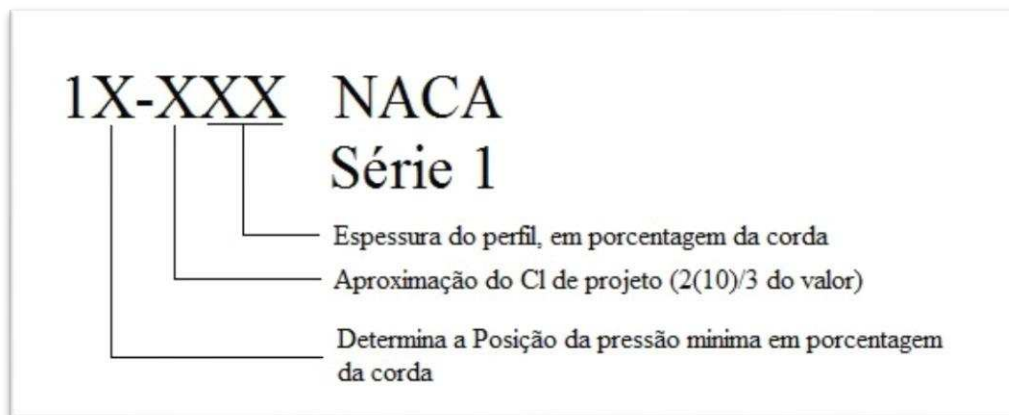 1X-XXX NACA
Série 1
Espessura do perfil, em porcentagem da corda
Aproximação do Cl de projeto (2(10)/3 do valor)
Determina a Posição da pressão minima em porcentagem
da corda